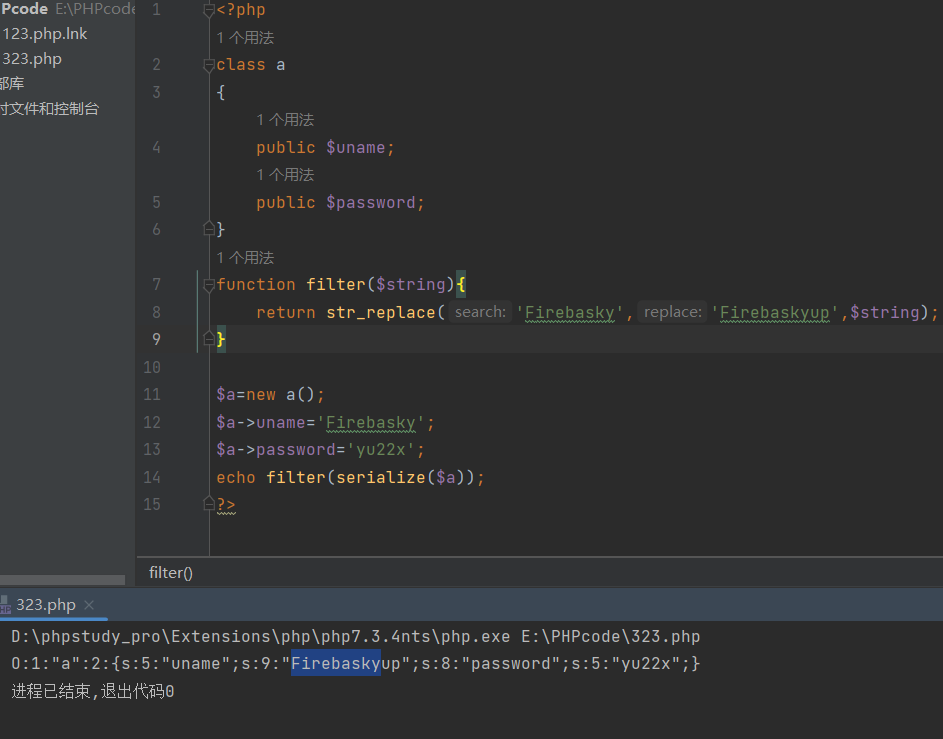 Pcode E:\PHPcode
123.php.lnk
323.php
部库
时文件和控制台
1 <?php
1 个用法
2 class a
3 {
1 个用法
4 public $uname;
1 个用法
5 public $password;
6 }
1 个用法
7 function filter($string){
8 return str_replace( search: 'Firebasky', replace: 'Firebaskyup',$string);
9 }
10
11 $a=new a();
12 $a->uname='Firebasky';
13 $a->password='yu22x';
14 echo filter(serialize($a));
15 ?>
filter()
323.php ×
D:\phpstudy_pro\Extensions\php\php7.3.4nts\php.exe E:\PHPcode\323.php
O:1:"a":2:{s:5:"uname";s:9:"Firebaskyup";s:8:"password";s:5:"yu22x";}
进程已结束,退出代码0